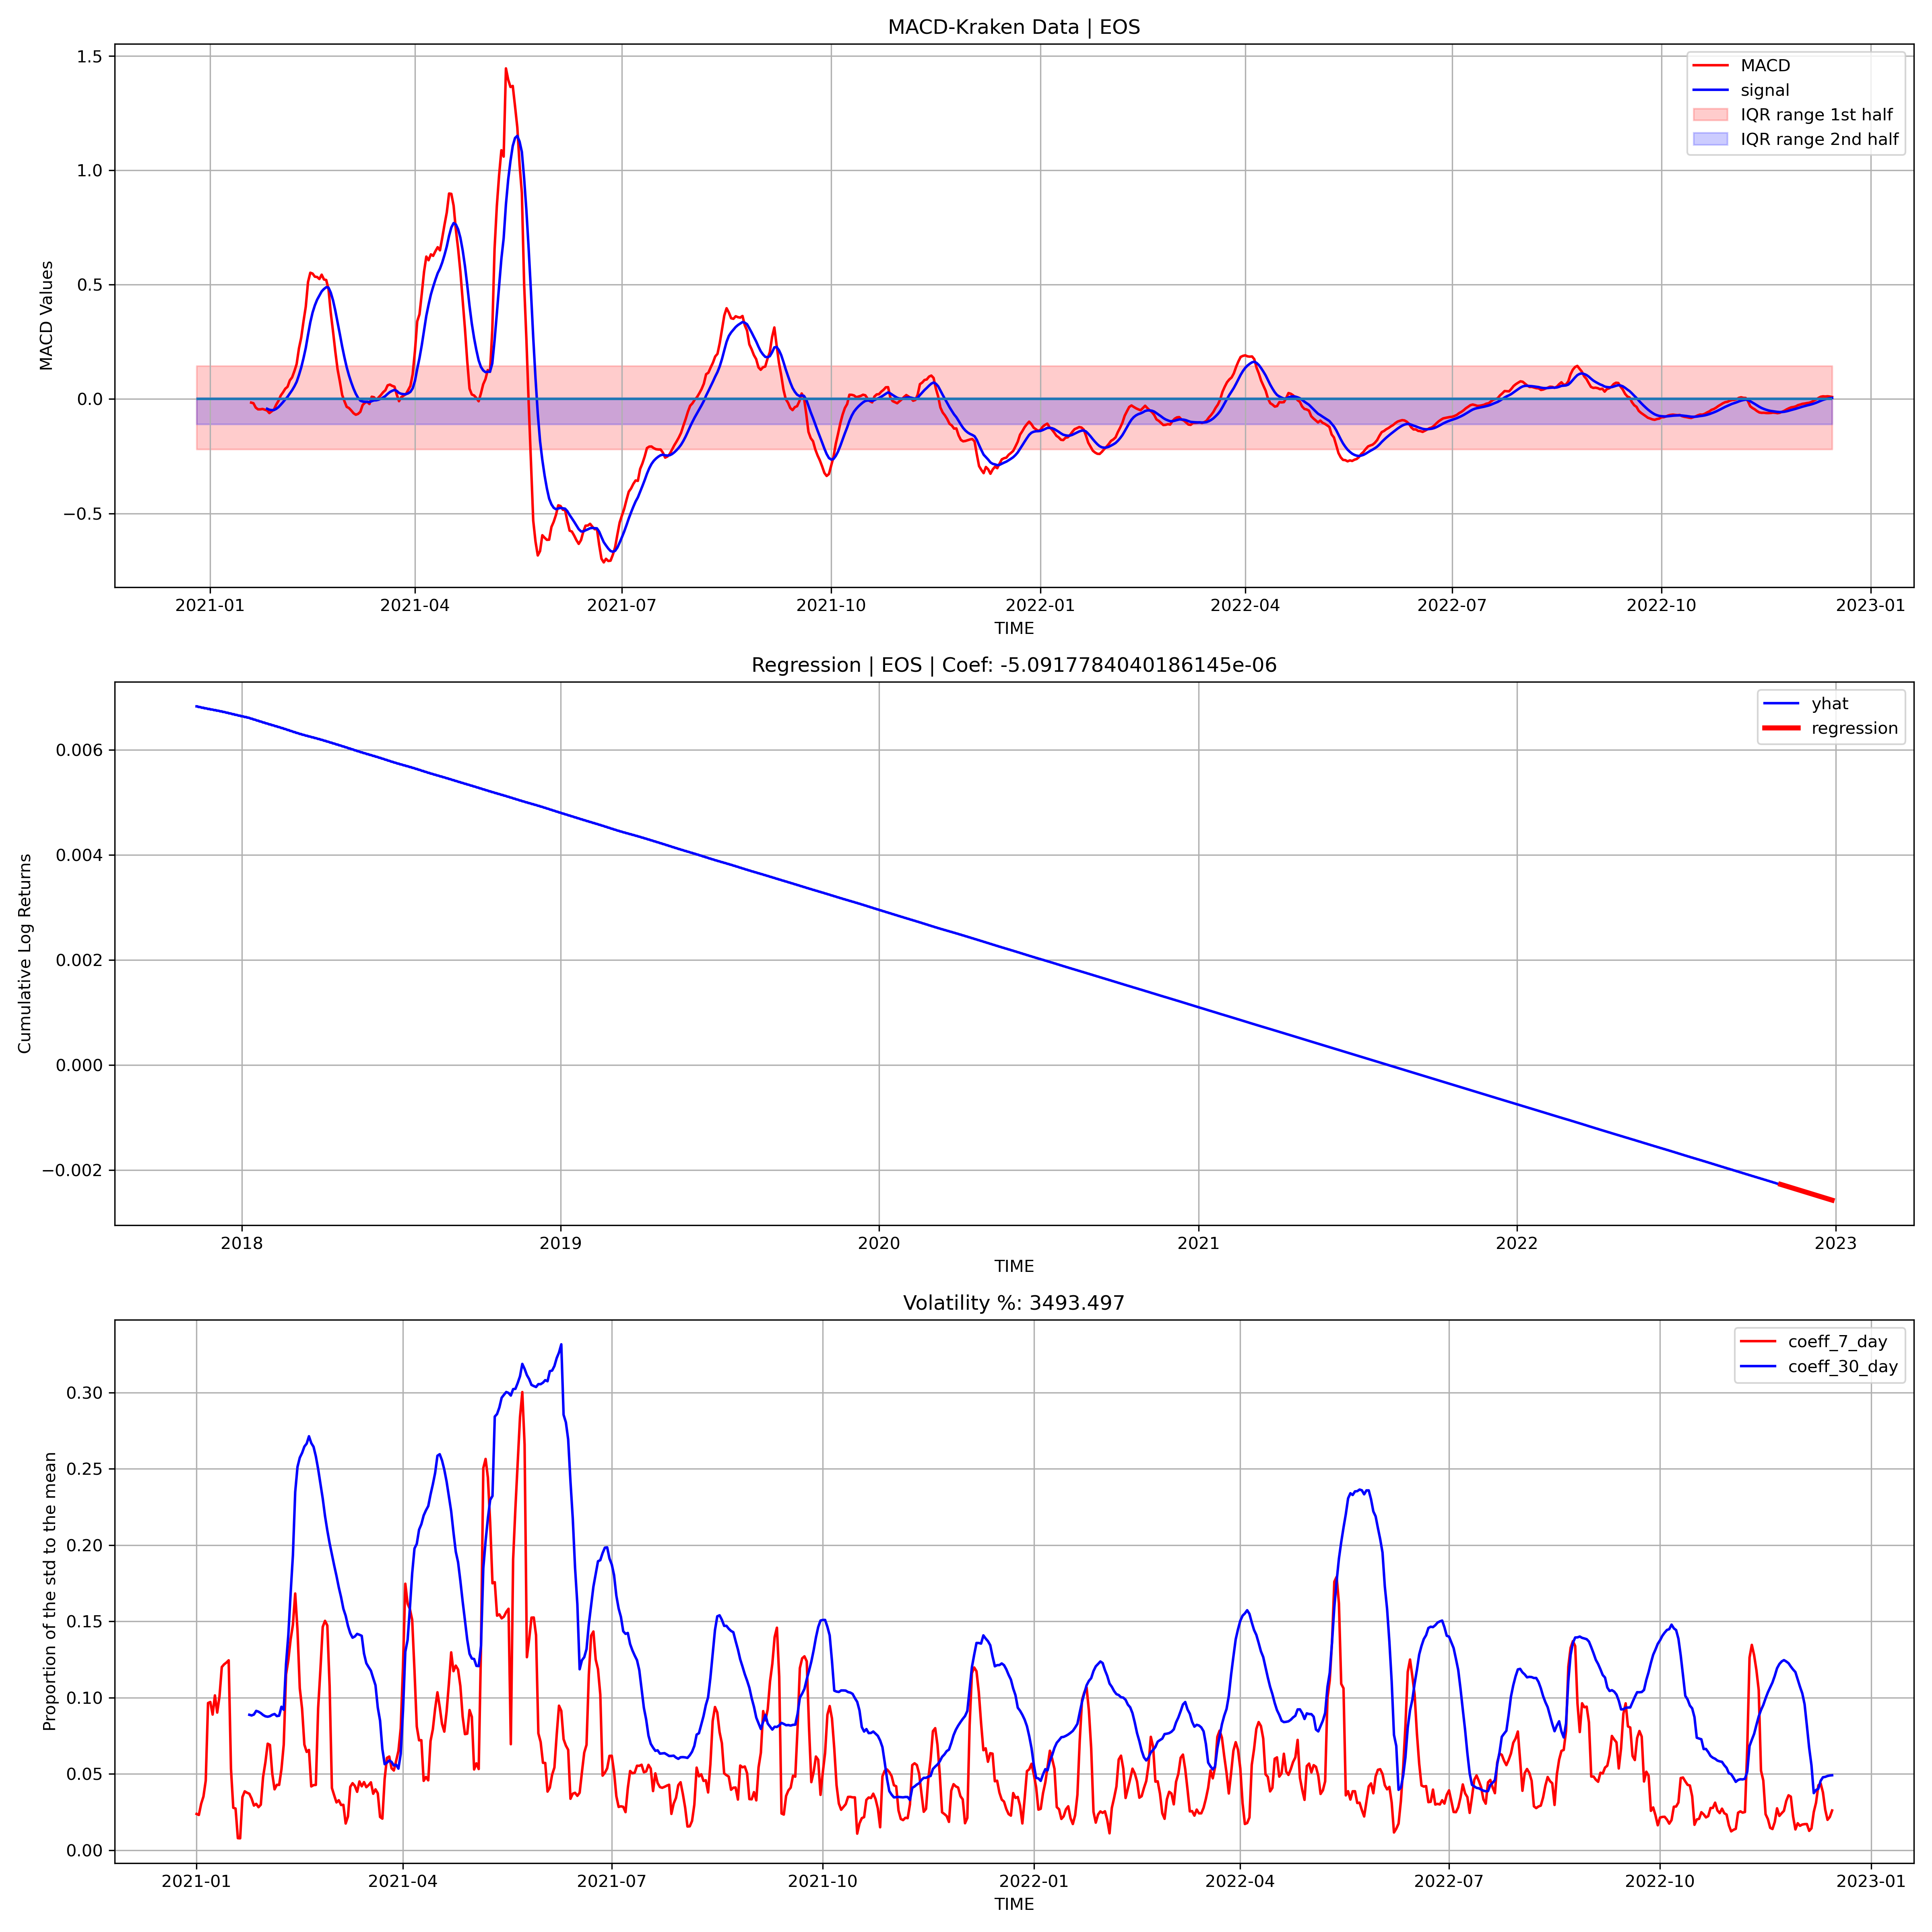 MACD-Kraken Data | EOS
MACD Values
1.5
1.0
0.5
0.0
−0.5
MACD
signal
IQR range 1st half
IQR range 2nd half
2021-01 2021-04 2021-07 2021-10 2022-01 2022-04 2022-07 2022-10 2023-01
TIME
Regression | EOS | Coef: -5.0917784040186145e-06
Cumulative Log Returns
0.006
0.004
0.002
0.000
−0.002
yhat
regression
2018 2019 2020 2021 2022 2023
TIME
Volatility %: 3493.497
Proportion of the std to the mean
0.30
0.25
0.20
0.15
0.10
0.05
0.00
coeff_7_day
coeff_30_day
2021-01 2021-04 2021-07 2021-10 2022-01 2022-04 2022-07 2022-10 2023-01
TIME